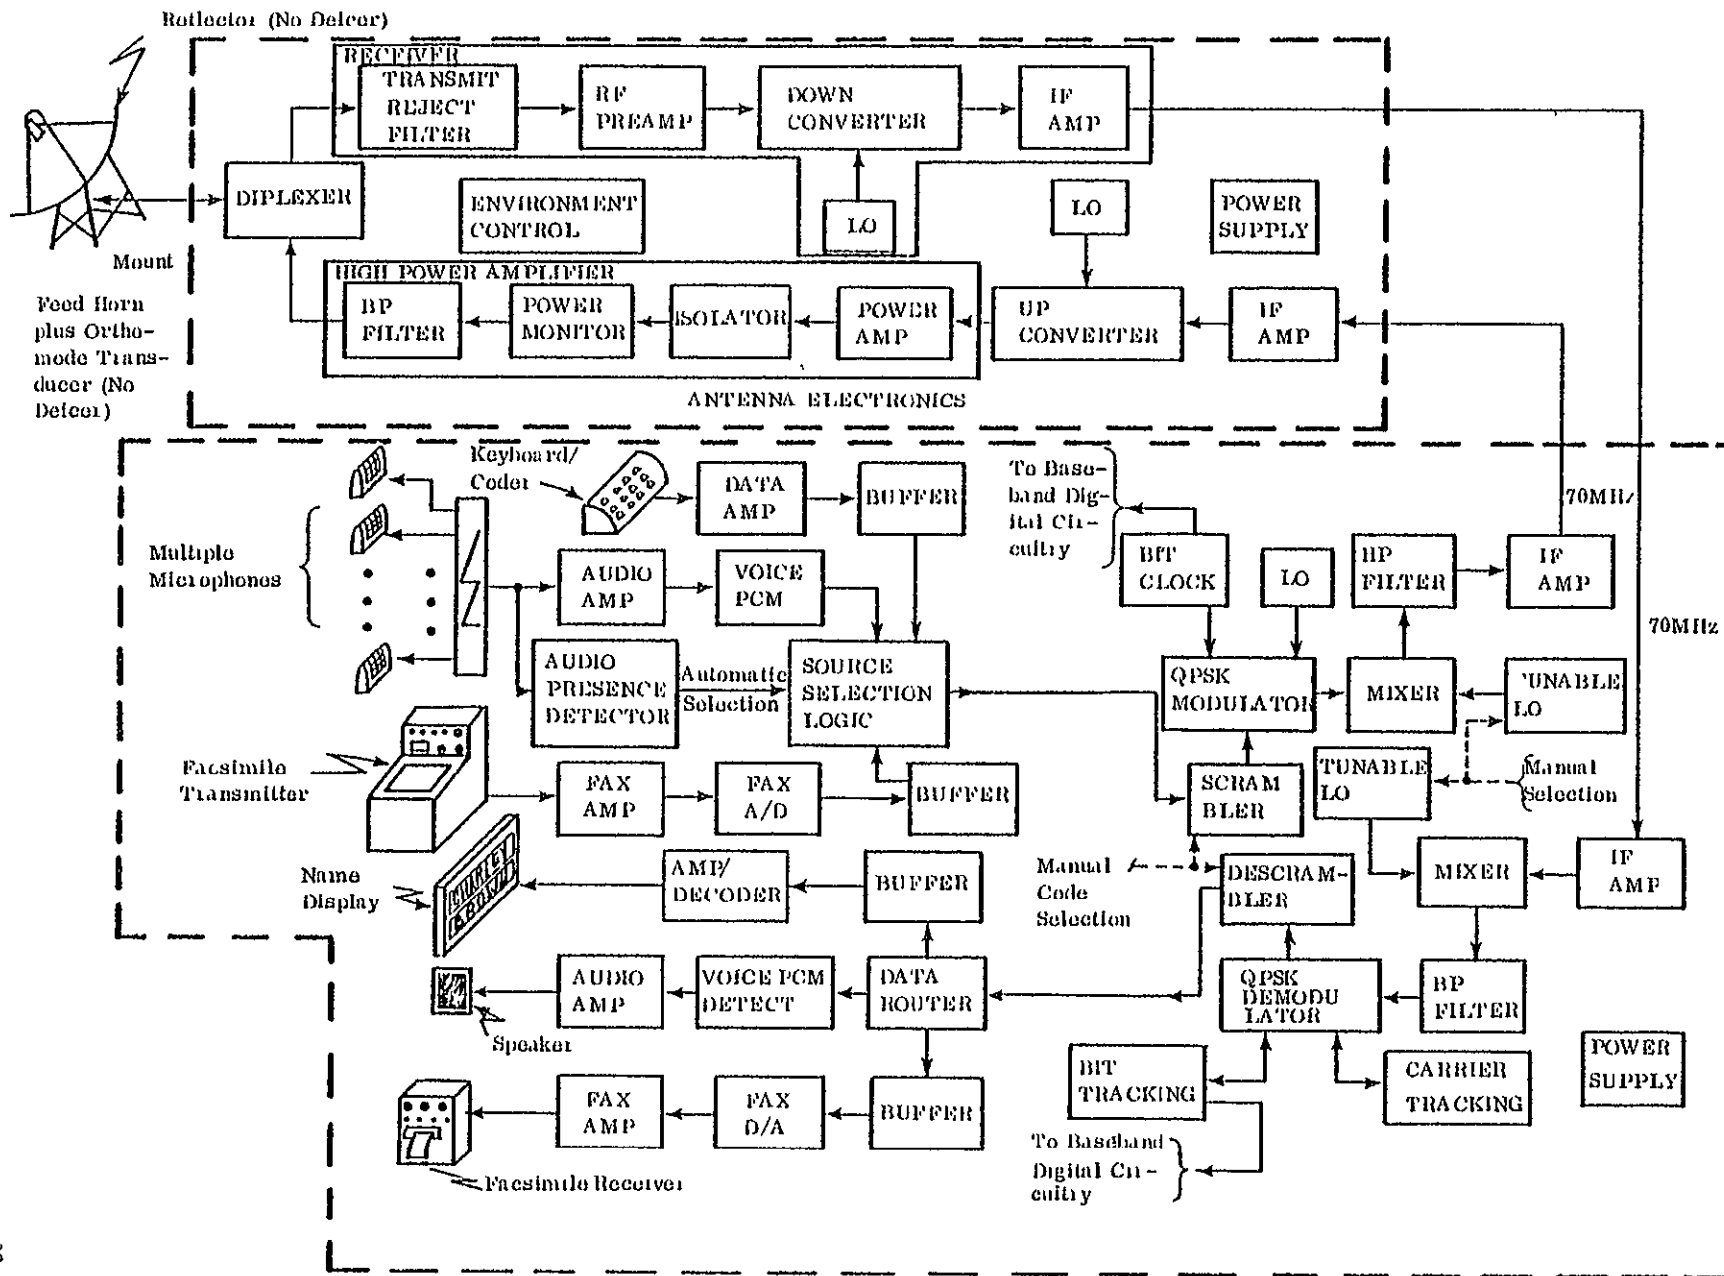 Reflector (No Deicer)
RECEIVER
TRANSMIT
REJECT
FILTER
RF
PREAMP
DOWN
CONVERTER
IF
AMP
DIPLEXER
ENVIRONMENT
CONTROL
LO
LO
POWER
SUPPLY
Mount
HIGH POWER AMPLIFIER
BP
FILTER
POWER
MONITOR
ISOLATOR
POWER
AMP
UP
CONVERTER
IF
AMP
Feed Horn
plus Ortho-
mode Trans-
ducer (No
Deicer)
ANTENNA ELECTRONICS
Keyboard/
Coder
DATA
AMP
BUFFER
To Base-
band Dig-
ital Cir-
cuitry
70MHz
Multiple
Microphones
AUDIO
AMP
VOICE
PCM
BIT
CLOCK
LO
BP
FILTER
IF
AMP
70MHz
AUDIO
PRESENCE
DETECTOR
Automatic
Selection
SOURCE
SELECTION
LOGIC
QPSK
MODULATOR
MIXER
TUNABLE
LO
Facsimile
Transmitter
FAX
AMP
FAX
A/D
BUFFER
SCRAM
BLER
TUNABLE
LO
Manual
Selection
Name
Display
AMP/
DECODER
BUFFER
Manual
Code
Selection
DESCRAM-
BLER
MIXER
IF
AMP
Speaker
AUDIO
AMP
VOICE PCM
DETECT
DATA
ROUTER
QPSK
DEMODU
LATOR
BP
FILTER
POWER
SUPPLY
FAX
AMP
FAX
D/A
BUFFER
BIT
TRACKING
CARRIER
TRACKING
To Baseband
Digital Cir-
cuitry
Facsimile Receiver